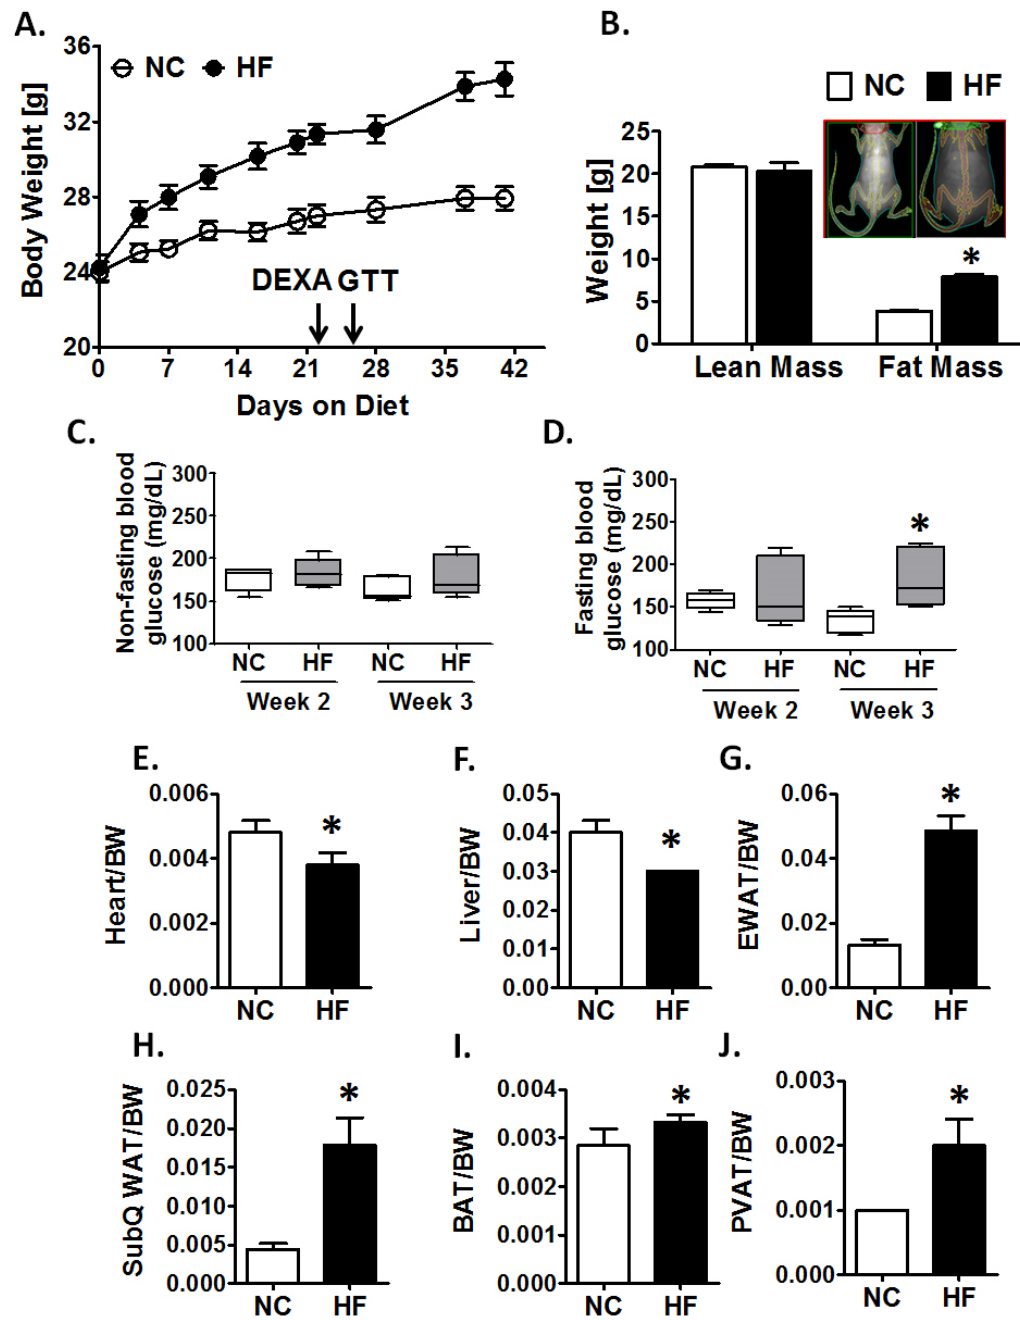 A.
NC HF
Body Weight [g]
36
32
28
24
20
DEXA GTT
0 7 14 21 28 35 42
Days on Diet
B.
NC HF
Weight [g]
25
20
15
10
5
0
*
Lean Mass Fat Mass
C.
Non-fasting blood
glucose (mg/dL)
300
250
200
150
100
NC HF NC HF
Week 2 Week 3
D.
Fasting blood
glucose (mg/dL)
300
250
200
150
100
*
NC HF NC HF
Week 2 Week 3
E.
Heart/BW
0.006
0.004
0.002
0.000
*
NC HF
F.
Liver/BW
0.05
0.04
0.03
0.02
0.01
0.00
*
NC HF
G.
EWAT/BW
0.06
0.04
0.02
0.00
*
NC HF
H.
SubQ WAT/BW
0.025
0.020
0.015
0.010
0.005
0.000
*
NC HF
I.
BAT/BW
0.004
0.003
0.002
0.001
0.000
*
NC HF
J.
PVAT/BW
0.003
0.002
0.001
0.000
*
NC HF